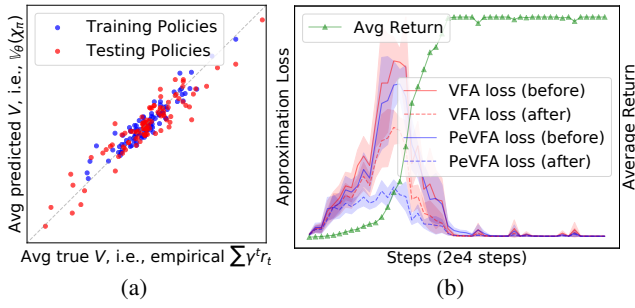 (a)
Training Policies
Testing Policies
Avg predicted V, i.e., 𝕍θ(χπ)
Avg true V, i.e., empirical ∑γᵗrₜ
(a)
(b)
Avg Return
VFA loss (before)
VFA loss (after)
PeVFA loss (before)
PeVFA loss (after)
Approximation Loss
Average Return
Steps (2e4 steps)
(b)